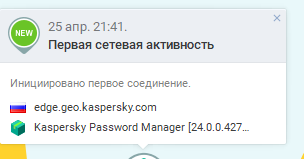 NEW
25 апр. 21:41.
Первая сетевая активность
Инициировано первое соединение.
edge.geo.kaspersky.com
Kaspersky Password Manager [24.0.0.427...